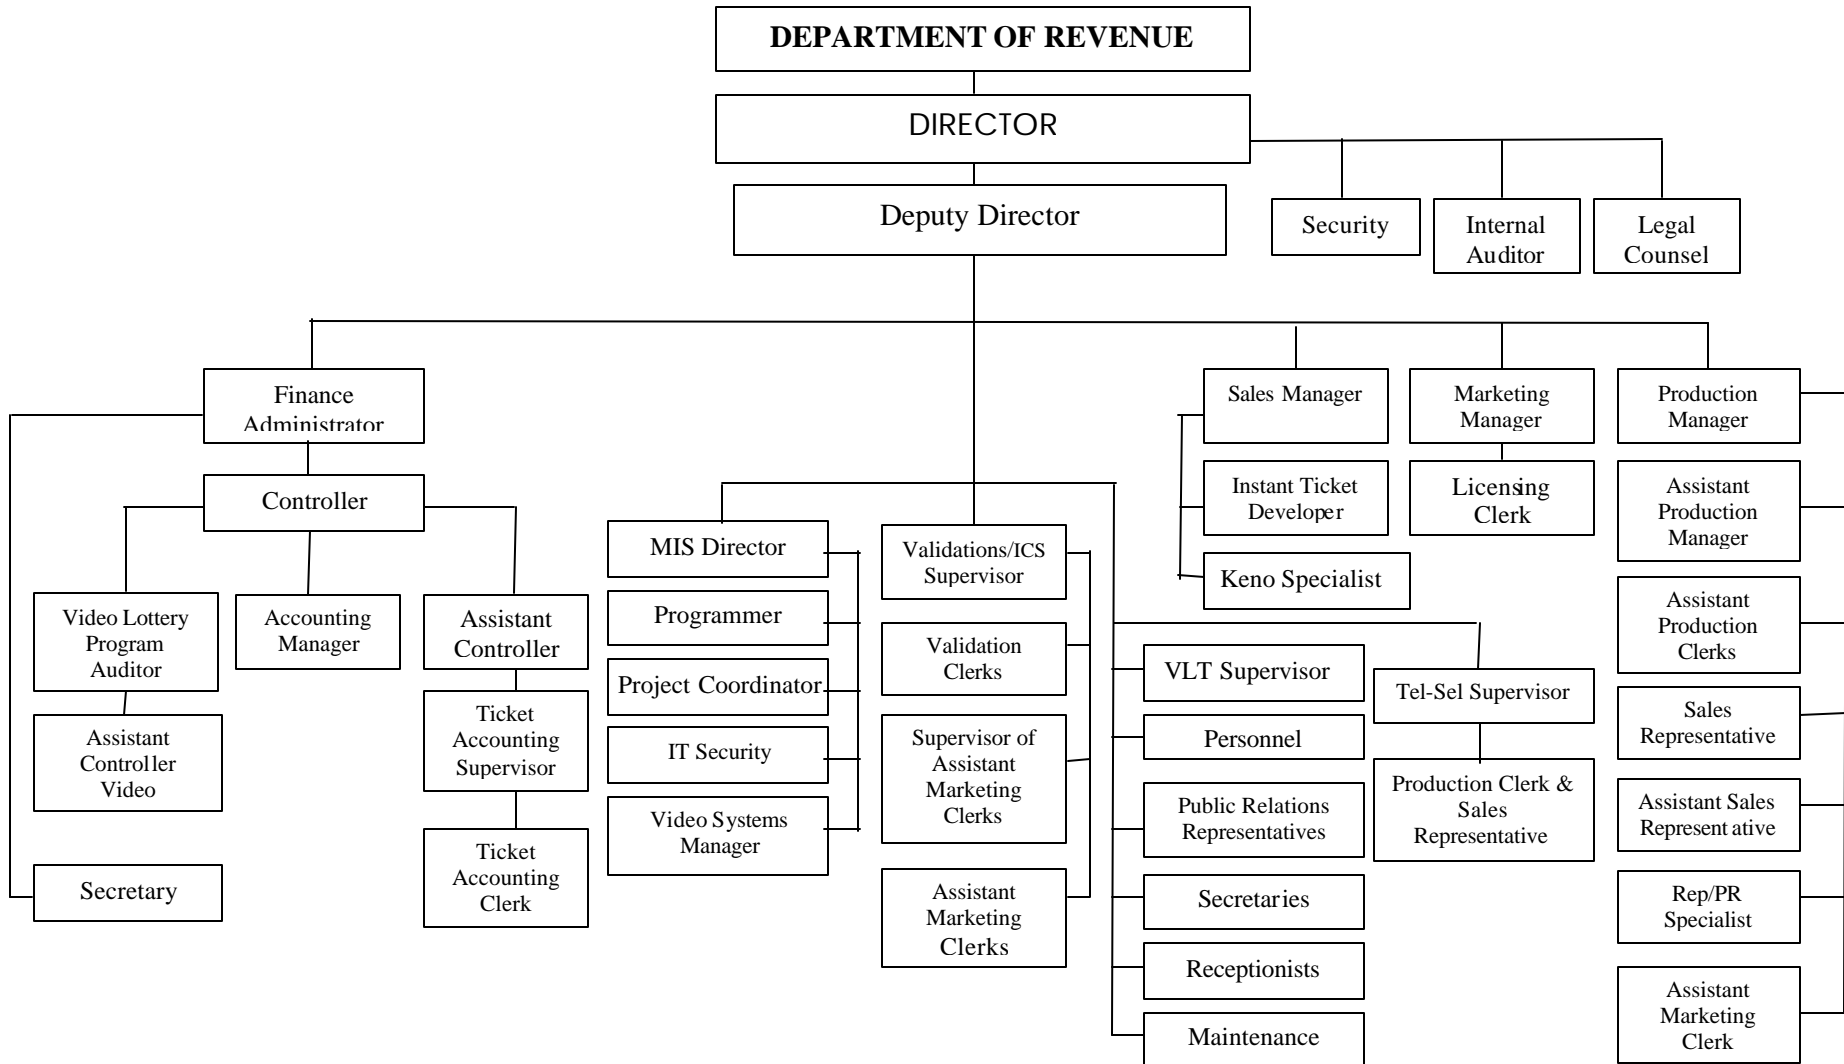 DEPARTMENT OF REVENUE
DIRECTOR
Deputy Director
Security
Internal
Auditor
Legal
Counsel
Finance
Administrator
Controller
Video Lottery
Program
Auditor
Assistant
Controller
Video
Secretary
Accounting
Manager
Assistant
Controller
Ticket
Accounting
Supervisor
Ticket
Accounting
Clerk
MIS Director
Programmer
Project Coordinator
IT Security
Video Systems
Manager
Validations/ICS
Supervisor
Validation
Clerks
Supervisor of
Assistant
Marketing
Clerks
Assistant
Marketing
Clerks
VLT Supervisor
Personnel
Public Relations
Representatives
Secretaries
Receptionists
Maintenance
Tel-Sel Supervisor
Production Clerk &
Sales
Representative
Sales Manager
Instant Ticket
Developer
Keno Specialist
Marketing
Manager
Licensing
Clerk
Production
Manager
Assistant
Production
Manager
Assistant
Production
Clerks
Sales
Representative
Assistant Sales
Represent ative
Rep/PR
Specialist
Assistant
Marketing
Clerk